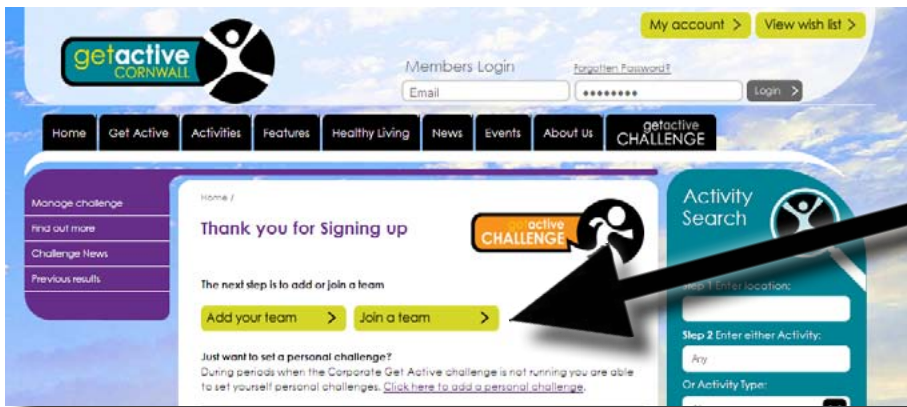 My account >
View wish list >
getactive
CORNWALL
Members Login
Forgotten Password?
Email
••••••••
Login >
Home
Get Active
Activities
Features
Healthy Living
News
Events
About Us
getactive
CHALLENGE
Manage challenge
Find out more
Challenge News
Previous results
Home /
Thank you for Signing up
getactive
CHALLENGE
The next step is to add or join a team
Add your team >
Join a team >
Just want to set a personal challenge?
During periods when the Corporate Get Active challenge is not running you are able
to set yourself personal challenges. Click here to add a personal challenge.
Activity
Search
Step 1 Enter location:
Step 2 Enter either Activity:
Any
Or Activity Type: